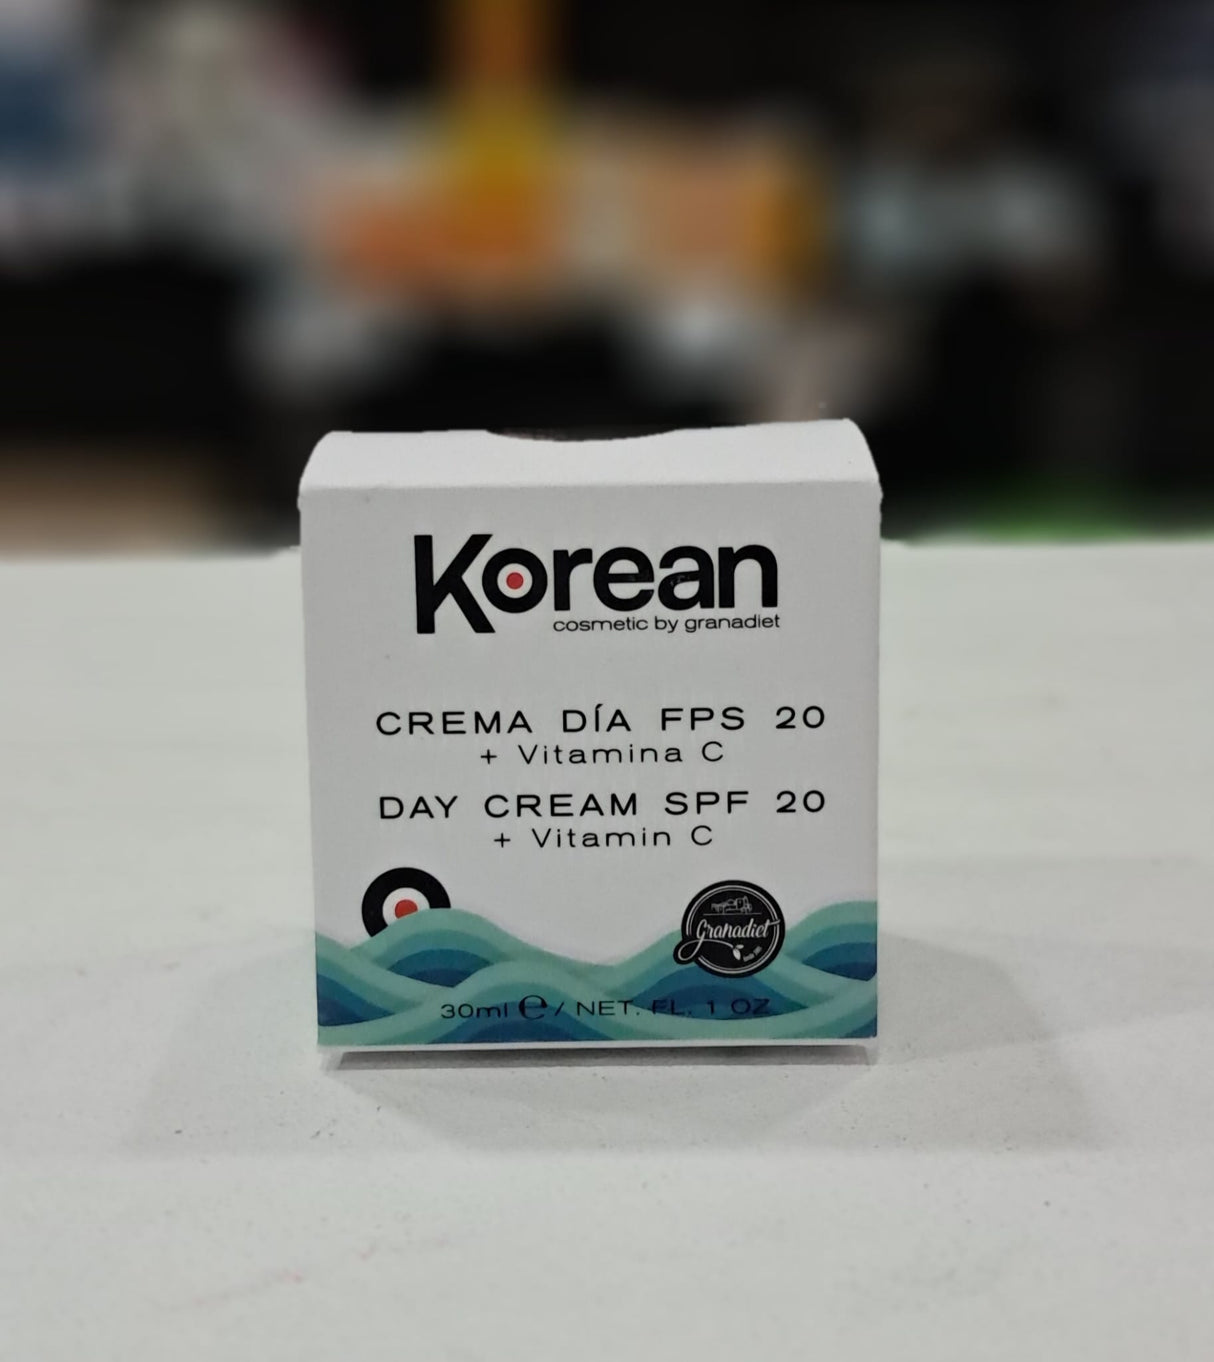 Korean
cosmetic by granadiet
CREMA DÍA FPS 20
+ Vitamina C
DAY CREAM SPF 20
+ Vitamin C
Granadiet
30ml ℮ / NET. FL. 1 OZ